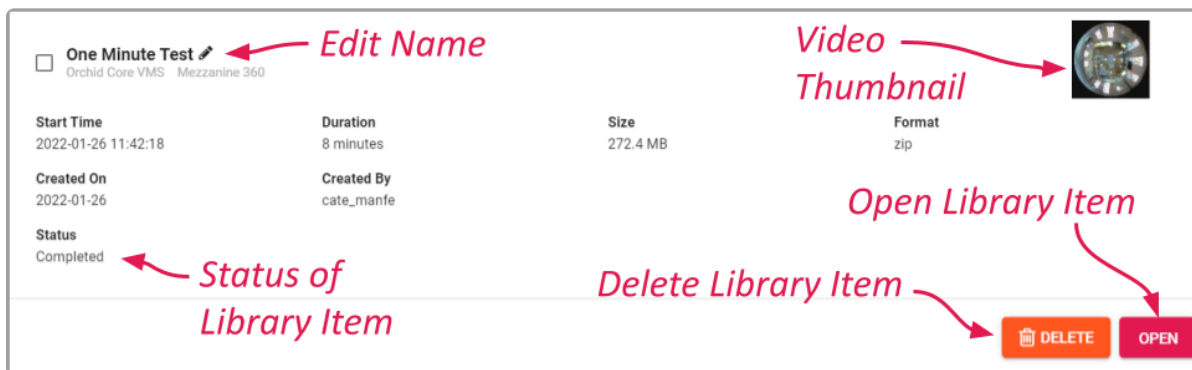 One Minute Test
Edit Name
Video
Thumbnail
Orchid Core VMS Mezzanine 360
Start Time
Duration
Size
Format
2022-01-26 11:42:18
8 minutes
272.4 MB
zip
Created On
Created By
2022-01-26
cate_manfe
Open Library Item
Status
Completed
Status of
Library Item
Delete Library Item
DELETE
OPEN